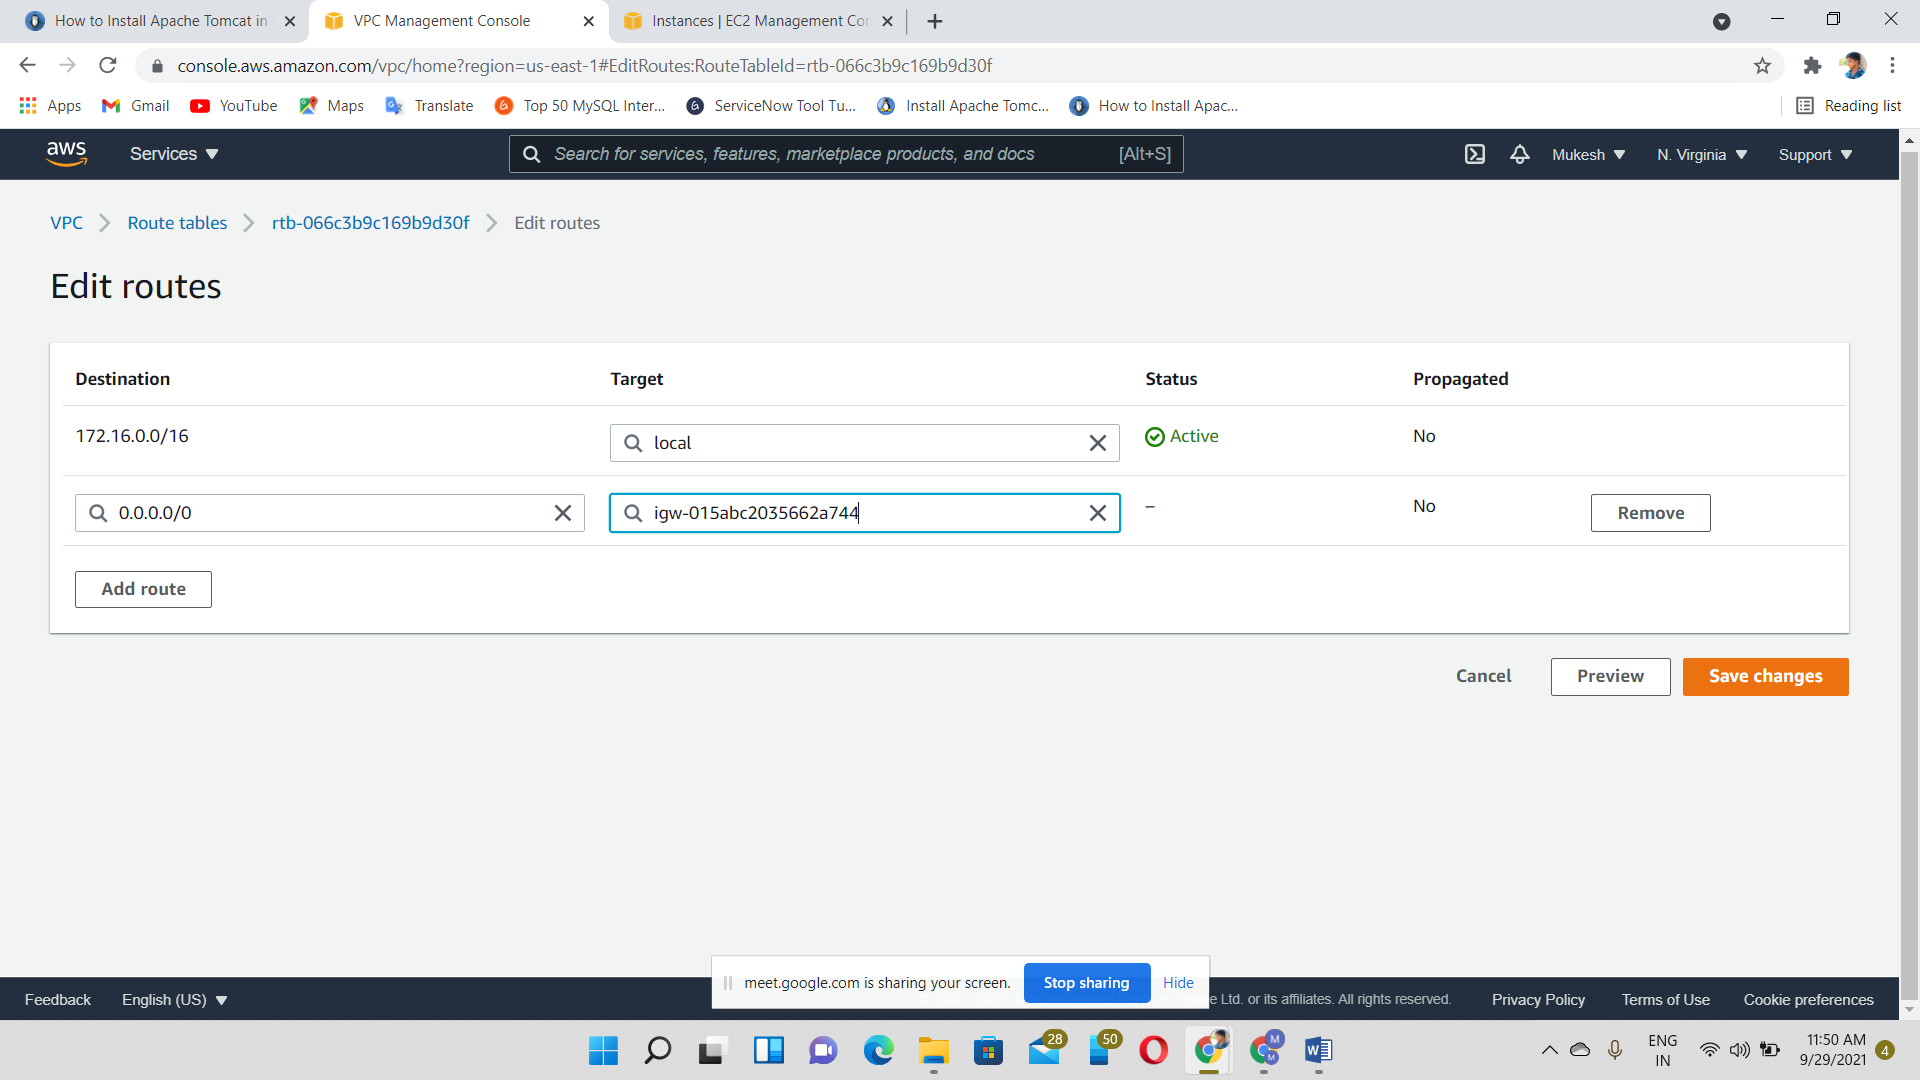 How to Install Apache Tomcat in
VPC Management Console
Instances | EC2 Management Con
console.aws.amazon.com/vpc/home?region=us-east-1#EditRoutes:RouteTableId=rtb-066c3b9c169b9d30f
Apps
Gmail
YouTube
Maps
Translate
Top 50 MySQL Inter...
ServiceNow Tool Tu...
Install Apache Tomc...
How to Install Apac...
Reading list
aws
Services
Search for services, features, marketplace products, and docs
[Alt+S]
Mukesh
N. Virginia
Support
VPC
Route tables
rtb-066c3b9c169b9d30f
Edit routes
Edit routes
Destination
Target
Status
Propagated
172.16.0.0/16
local
Active
No
0.0.0.0/0
igw-015abc2035662a744
–
No
Remove
Add route
Cancel
Preview
Save changes
meet.google.com is sharing your screen.
Stop sharing
Hide
Feedback
English (US)
Ltd. or its affiliates. All rights reserved.
Privacy Policy
Terms of Use
Cookie preferences
28
50
M
M
ENG
IN
11:50 AM
9/29/2021
4